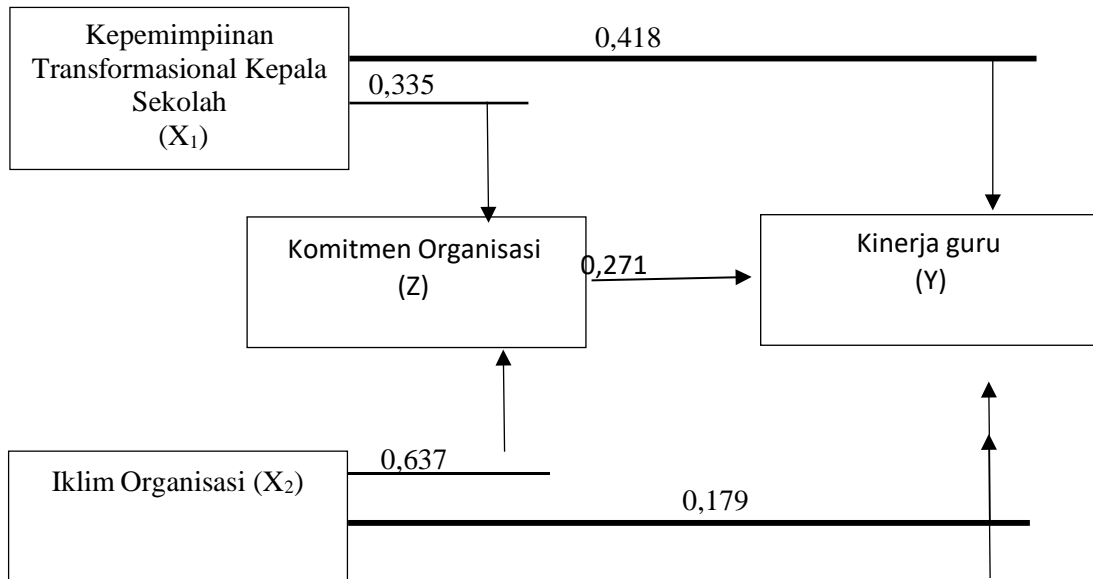 Kepemimpiinan
Transformasional Kepala
Sekolah
(X₁)
0,418
0,335
Komitmen Organisasi
(Z)
0,271
Kinerja guru
(Y)
Iklim Organisasi (X₂)
0,637
0,179